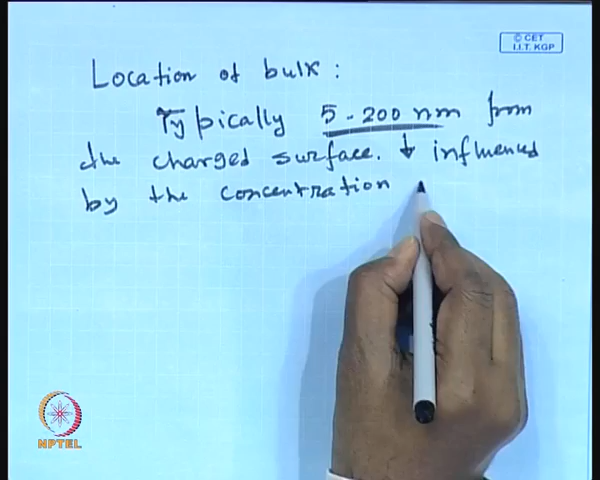 © CET
I.I.T. KGP
Location of bulk :
Typically 5-200 nm from
the charged surface. ↓ influenced
by the concentration
NPTEL